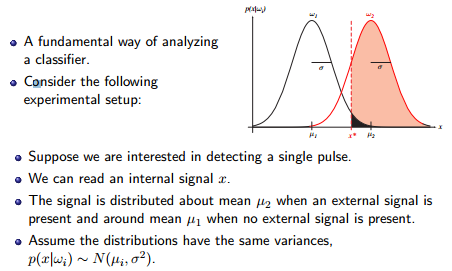 p(x|ωᵢ)
ω₁
ω₂
σ
σ
μ₁
x*
μ₂
x
A fundamental way of analyzing
a classifier.
Consider the following
experimental setup:
Suppose we are interested in detecting a single pulse.
We can read an internal signal x.
The signal is distributed about mean μ₂ when an external signal is
present and around mean μ₁ when no external signal is present.
Assume the distributions have the same variances,
p(x|ωᵢ) ∼ N(μᵢ, σ²).